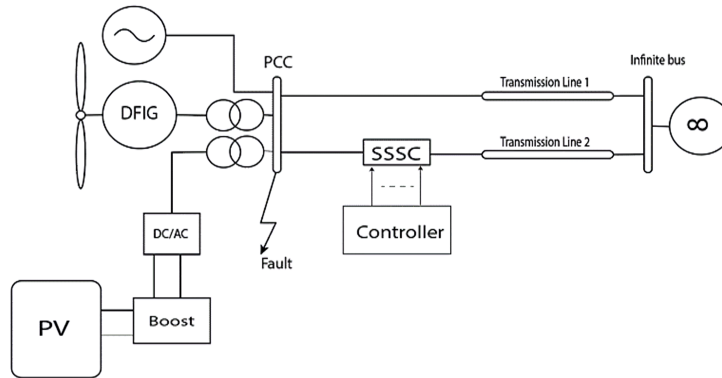 PCC
Infinite bus
Transmission Line 1
DFIG
∞
Transmission Line 2
SSSC
DC/AC
Controller
Fault
PV
Boost